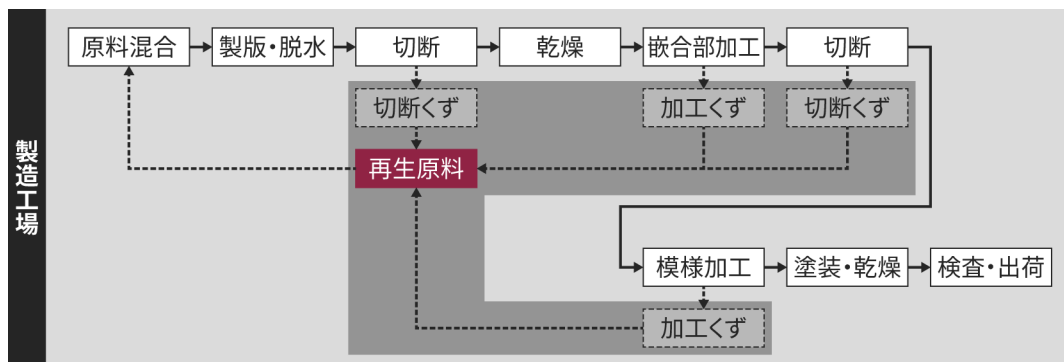 製造工場
原料混合
製版・脱水
切断
乾燥
嵌合部加工
切断
切断くず
加工くず
切断くず
再生原料
模様加工
塗装・乾燥
検査・出荷
加工くず